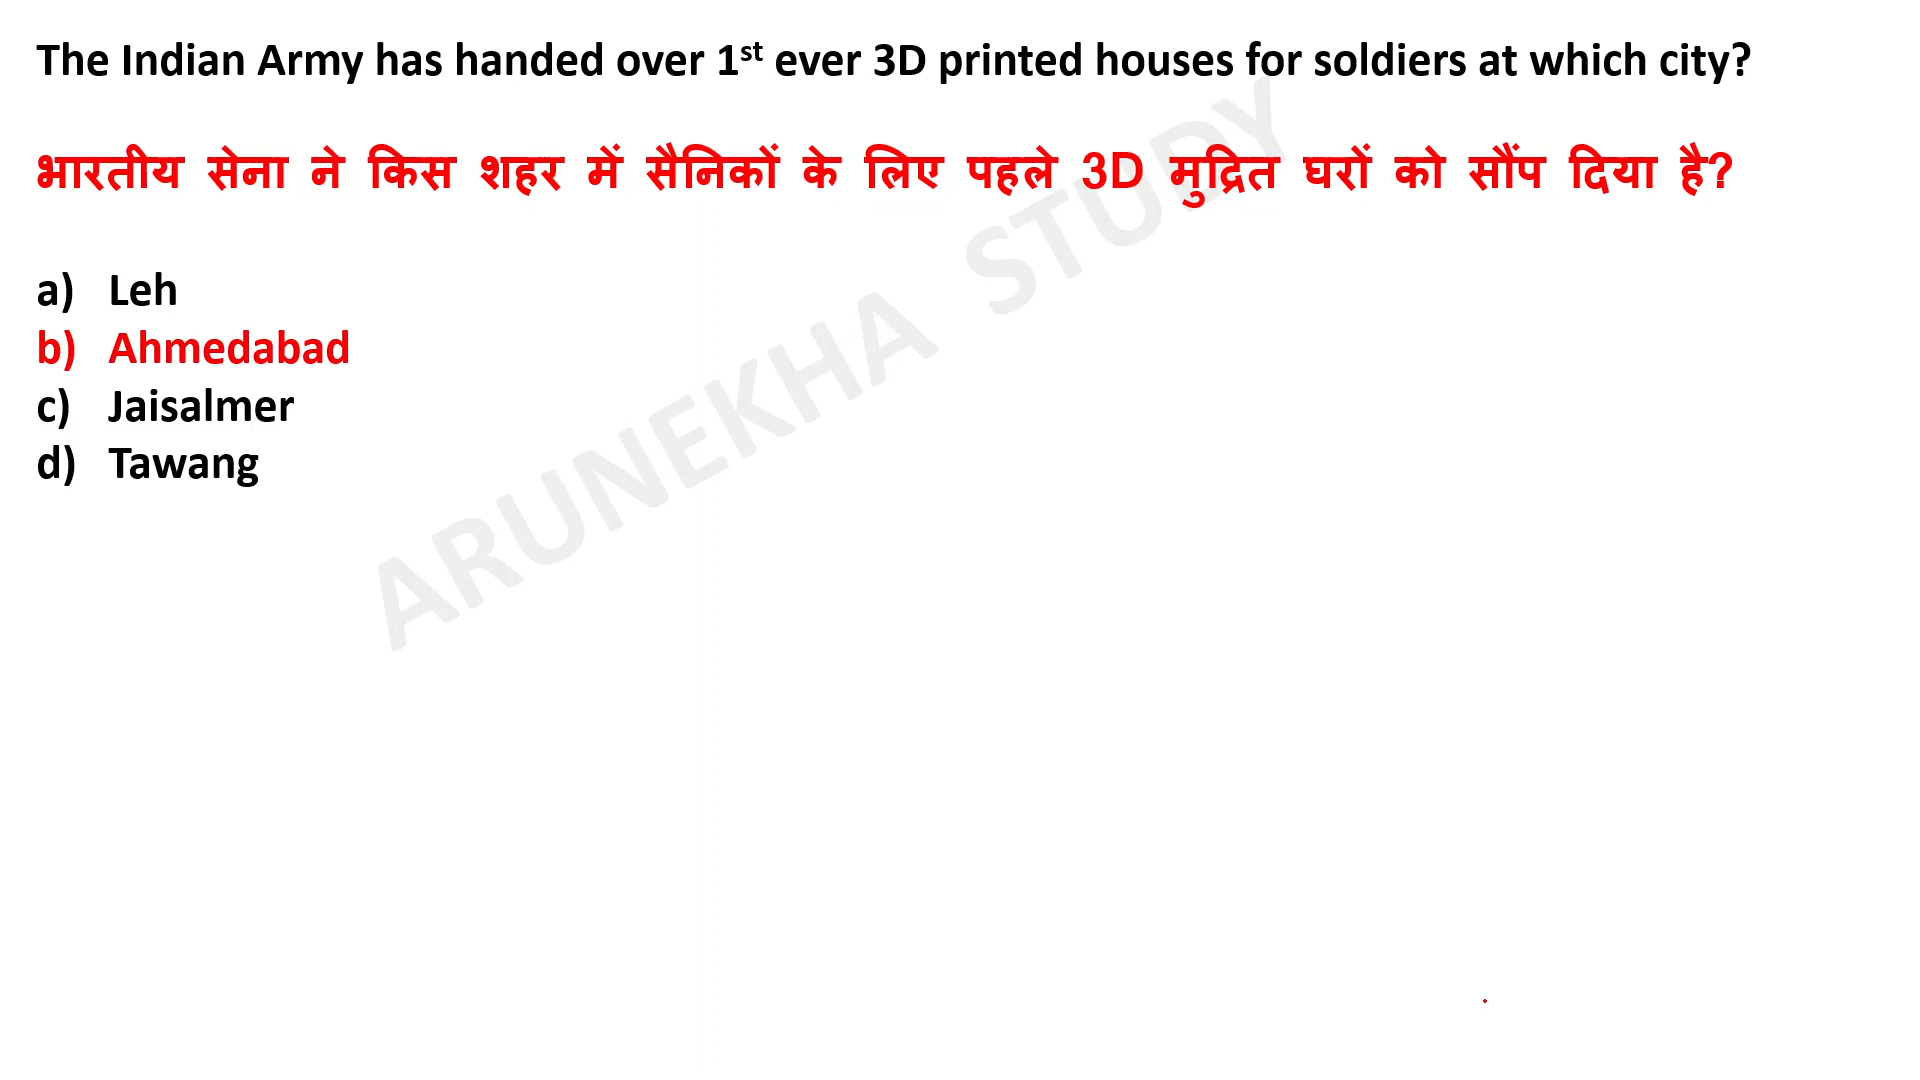 The Indian Army has handed over 1st ever 3D printed houses for soldiers at which city?
भारतीय सेना ने किस शहर में सैनिकों के लिए पहले 3D मुद्रित घरों को सौंप दिया है?
a) Leh
b) Ahmedabad
c) Jaisalmer
d) Tawang
ARUNEKHA STUDY